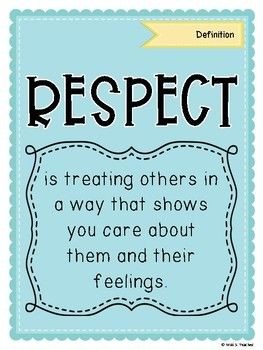 Definition
RESPECT
is treating others in
a way that shows
you care about
them and their
feelings.